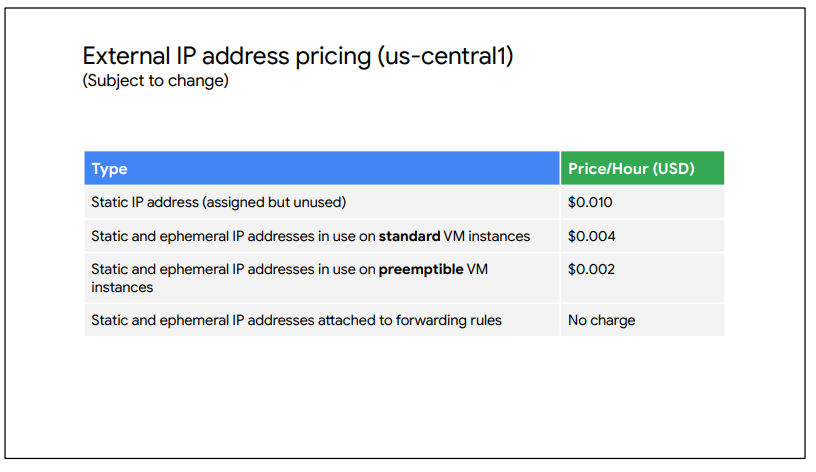 External IP address pricing (us-central1)
(Subject to change)
Type Price/Hour (USD)
Static IP address (assigned but unused) $0.010
Static and ephemeral IP addresses in use on standard VM instances $0.004
Static and ephemeral IP addresses in use on preemptible VM $0.002
instances
Static and ephemeral IP addresses attached to forwarding rules No charge